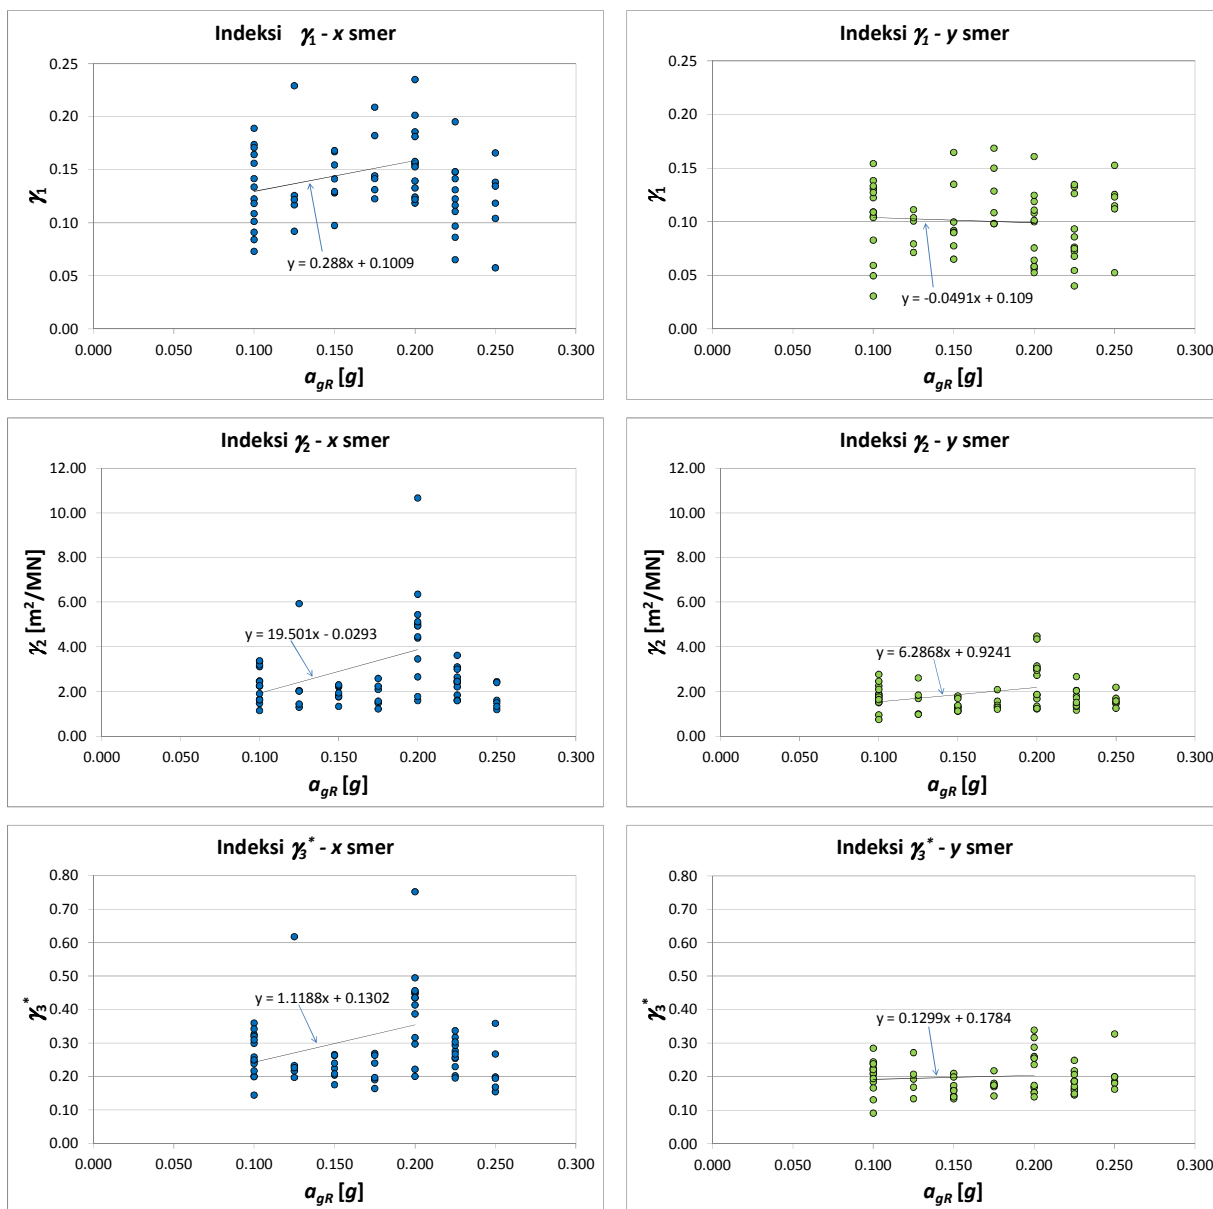 Indeksi γ1 - x smer
0.25
0.20
0.15
0.10
0.05
0.00
γ1
y = 0.288x + 0.1009
0.000 0.050 0.100 0.150 0.200 0.250 0.300
agR [g]
Indeksi γ1 - y smer
0.25
0.20
0.15
0.10
0.05
0.00
γ1
y = -0.0491x + 0.109
0.000 0.050 0.100 0.150 0.200 0.250 0.300
agR [g]
Indeksi γ2 - x smer
12.00
10.00
8.00
6.00
4.00
2.00
0.00
γ2 [m²/MN]
y = 19.501x - 0.0293
0.000 0.050 0.100 0.150 0.200 0.250 0.300
agR [g]
Indeksi γ2 - y smer
12.00
10.00
8.00
6.00
4.00
2.00
0.00
γ2 [m²/MN]
y = 6.2868x + 0.9241
0.000 0.050 0.100 0.150 0.200 0.250 0.300
agR [g]
Indeksi γ3* - x smer
0.80
0.70
0.60
0.50
0.40
0.30
0.20
0.10
0.00
γ3*
y = 1.1188x + 0.1302
0.000 0.050 0.100 0.150 0.200 0.250 0.300
agR [g]
Indeksi γ3* - y smer
0.80
0.70
0.60
0.50
0.40
0.30
0.20
0.10
0.00
γ3*
y = 0.1299x + 0.1784
0.000 0.050 0.100 0.150 0.200 0.250 0.300
agR [g]